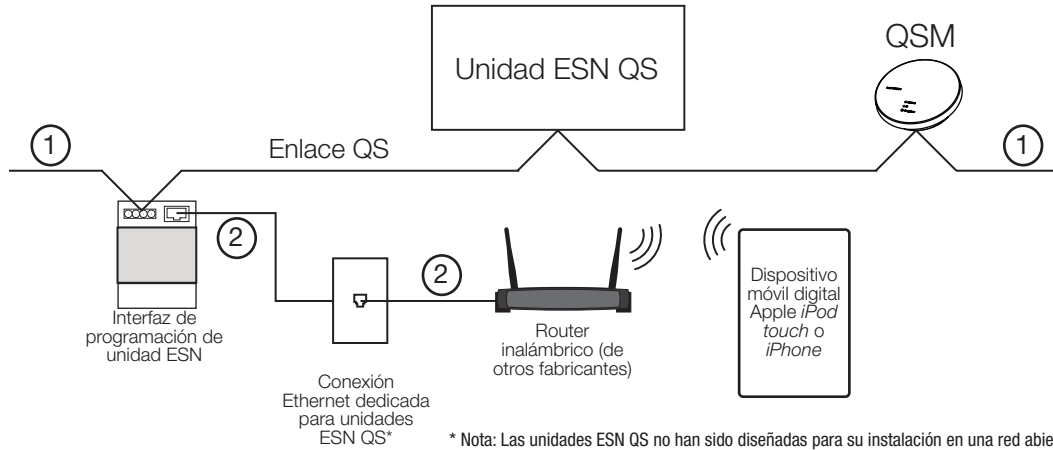 QSM
Unidad ESN QS
1
Enlace QS
1
2
2
Interfaz de
programación de
unidad ESN
Router
inalámbrico (de
otros fabricantes)
Dispositivo
móvil digital
Apple iPod
touch o
iPhone
Conexión
Ethernet dedicada
para unidades
ESN QS*
* Nota: Las unidades ESN QS no han sido diseñadas para su instalación en una red